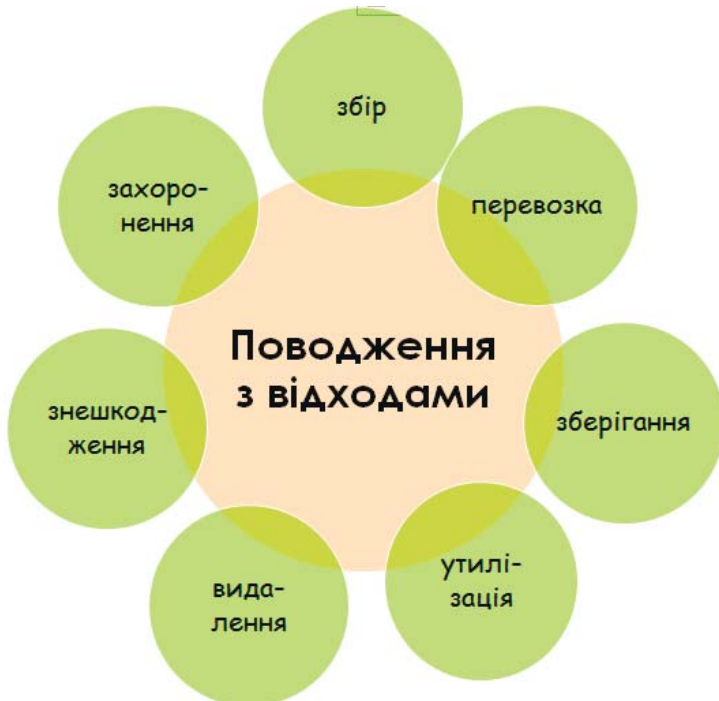 збір
перевозка
зберігання
утилі-
зація
вида-
лення
знешкод-
ження
захоро-
нення
Поводження
з відходами